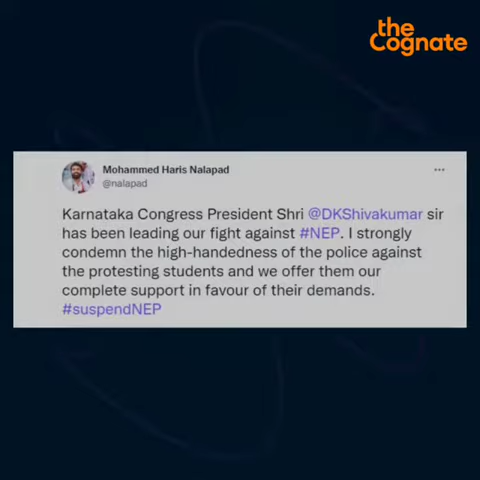 the
Cognate
Mohammed Haris Nalapad
@nalapad
Karnataka Congress President Shri @DKShivakumar sir
has been leading our fight against #NEP. I strongly
condemn the high-handedness of the police against
the protesting students and we offer them our
complete support in favour of their demands.
#suspendNEP